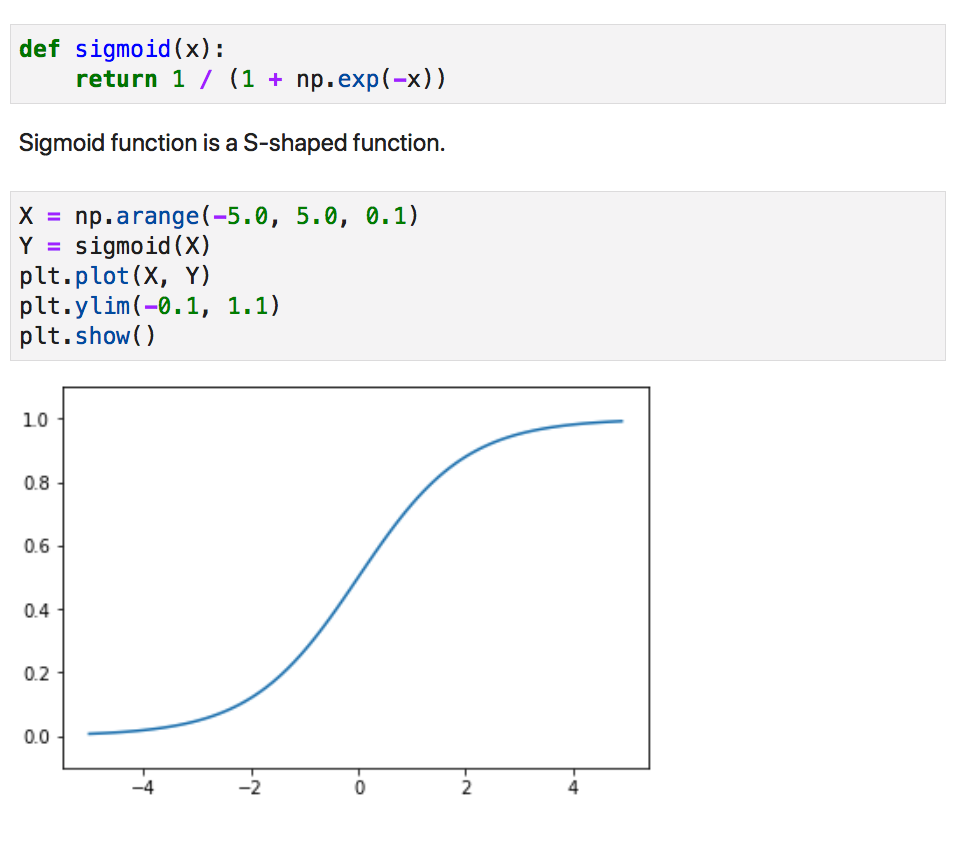 def sigmoid(x):
    return 1 / (1 + np.exp(-x))
Sigmoid function is a S-shaped function.
X = np.arange(-5.0, 5.0, 0.1)
Y = sigmoid(X)
plt.plot(X, Y)
plt.ylim(-0.1, 1.1)
plt.show()
1.0
0.8
0.6
0.4
0.2
0.0
−4 −2 0 2 4